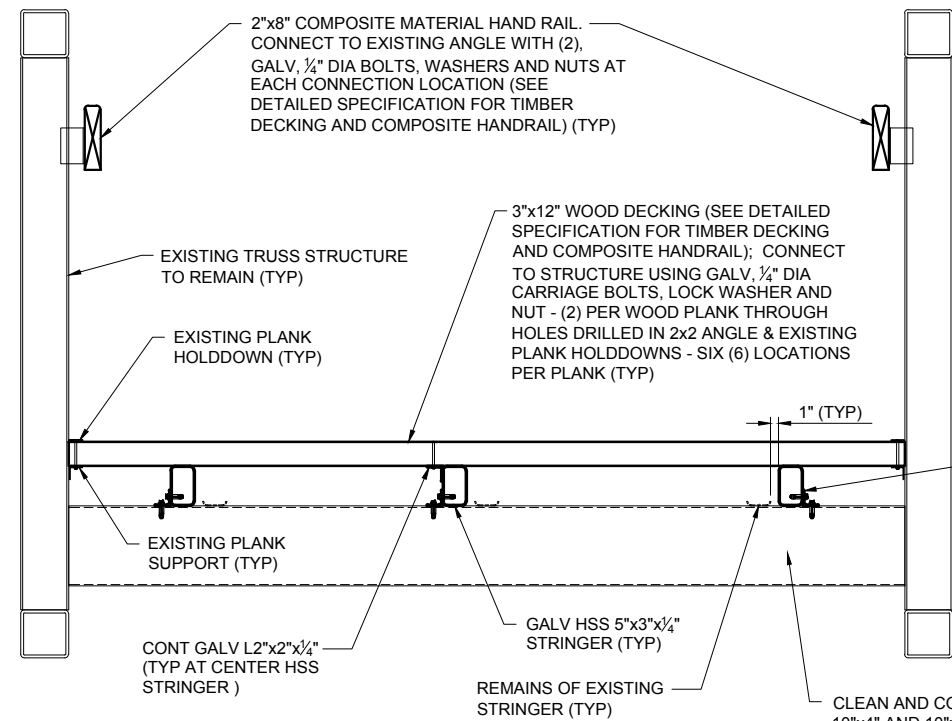 2"x8" COMPOSITE MATERIAL HAND RAIL.
CONNECT TO EXISTING ANGLE WITH (2),
GALV, ¼" DIA BOLTS, WASHERS AND NUTS AT
EACH CONNECTION LOCATION (SEE
DETAILED SPECIFICATION FOR TIMBER
DECKING AND COMPOSITE HANDRAIL) (TYP)
3"x12" WOOD DECKING (SEE DETAILED
SPECIFICATION FOR TIMBER DECKING
AND COMPOSITE HANDRAIL); CONNECT
TO STRUCTURE USING GALV, ¼" DIA
CARRIAGE BOLTS, LOCK WASHER AND
NUT - (2) PER WOOD PLANK THROUGH
HOLES DRILLED IN 2x2 ANGLE & EXISTING
PLANK HOLDDOWNS - SIX (6) LOCATIONS
PER PLANK (TYP)
EXISTING TRUSS STRUCTURE
TO REMAIN (TYP)
EXISTING PLANK
HOLDDOWN (TYP)
1" (TYP)
EXISTING PLANK
SUPPORT (TYP)
GALV HSS 5"x3"x¼"
STRINGER (TYP)
CONT GALV L2"x2"x¼"
(TYP AT CENTER HSS
STRINGER )
REMAINS OF EXISTING
STRINGER (TYP)
CLEAN AND